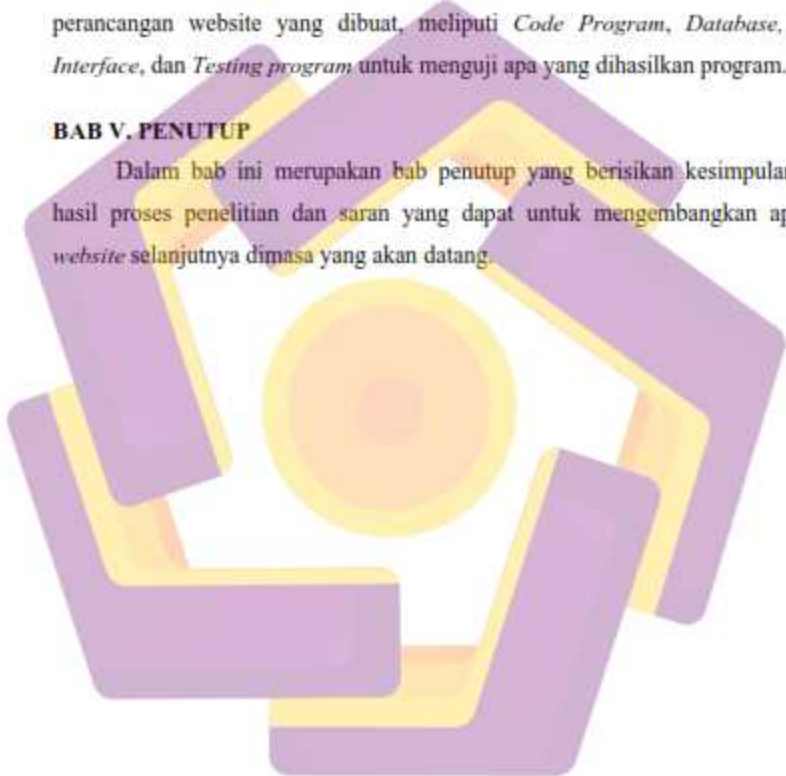 perancangan website yang dibuat, meliputi Code Program, Database,
Interface, dan Testing program untuk menguji apa yang dihasilkan program.
BAB V. PENUTUP
Dalam bab ini merupakan bab penutup yang berisikan kesimpulan
hasil proses penelitian dan saran yang dapat untuk mengembangkan ap
website selanjutnya dimasa yang akan datang.